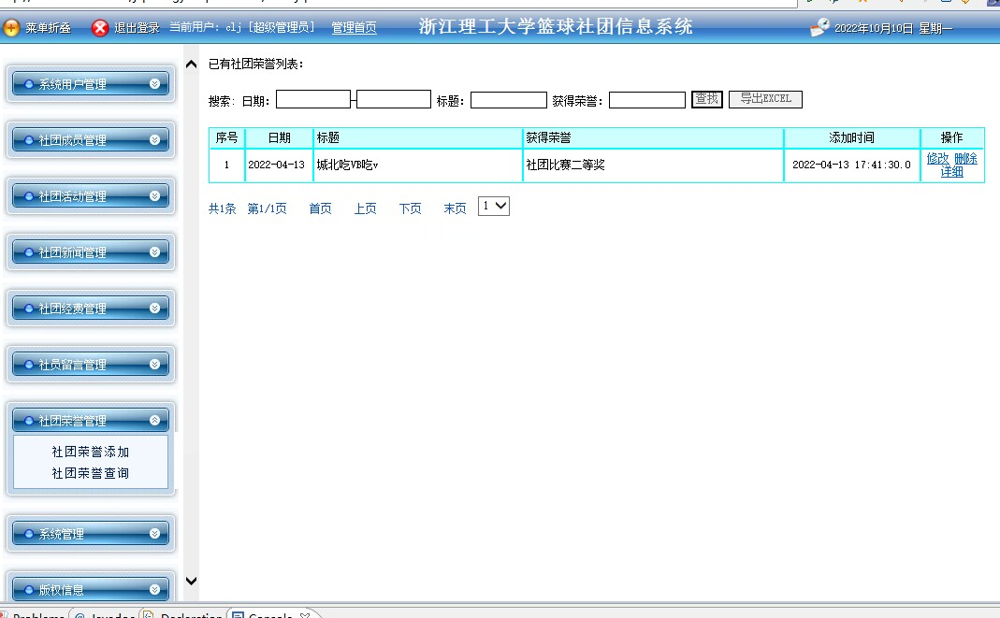 菜单折叠 退出登录 当前用户: clj [超级管理员] 管理首页 浙江理工大学篮球社团信息系统 2022年10月10日 星期一
系统用户管理
社团成员管理
社团活动管理
社团新闻管理
社团经费管理
社员留言管理
社团荣誉管理
社团荣誉添加
社团荣誉查询
系统管理
版权信息
已有社团荣誉列表:
搜索: 日期: - 标题: 获得荣誉: 查找 导出EXCEL
序号 日期 标题 获得荣誉 添加时间 操作
1 2022-04-13 城北吃VB吃v 社团比赛二等奖 2022-04-13 17:41:30.0 修改 删除
详细
共1条 第1/1页 首页 上页 下页 末页 1
Problems @ Javadoc Declaration Console